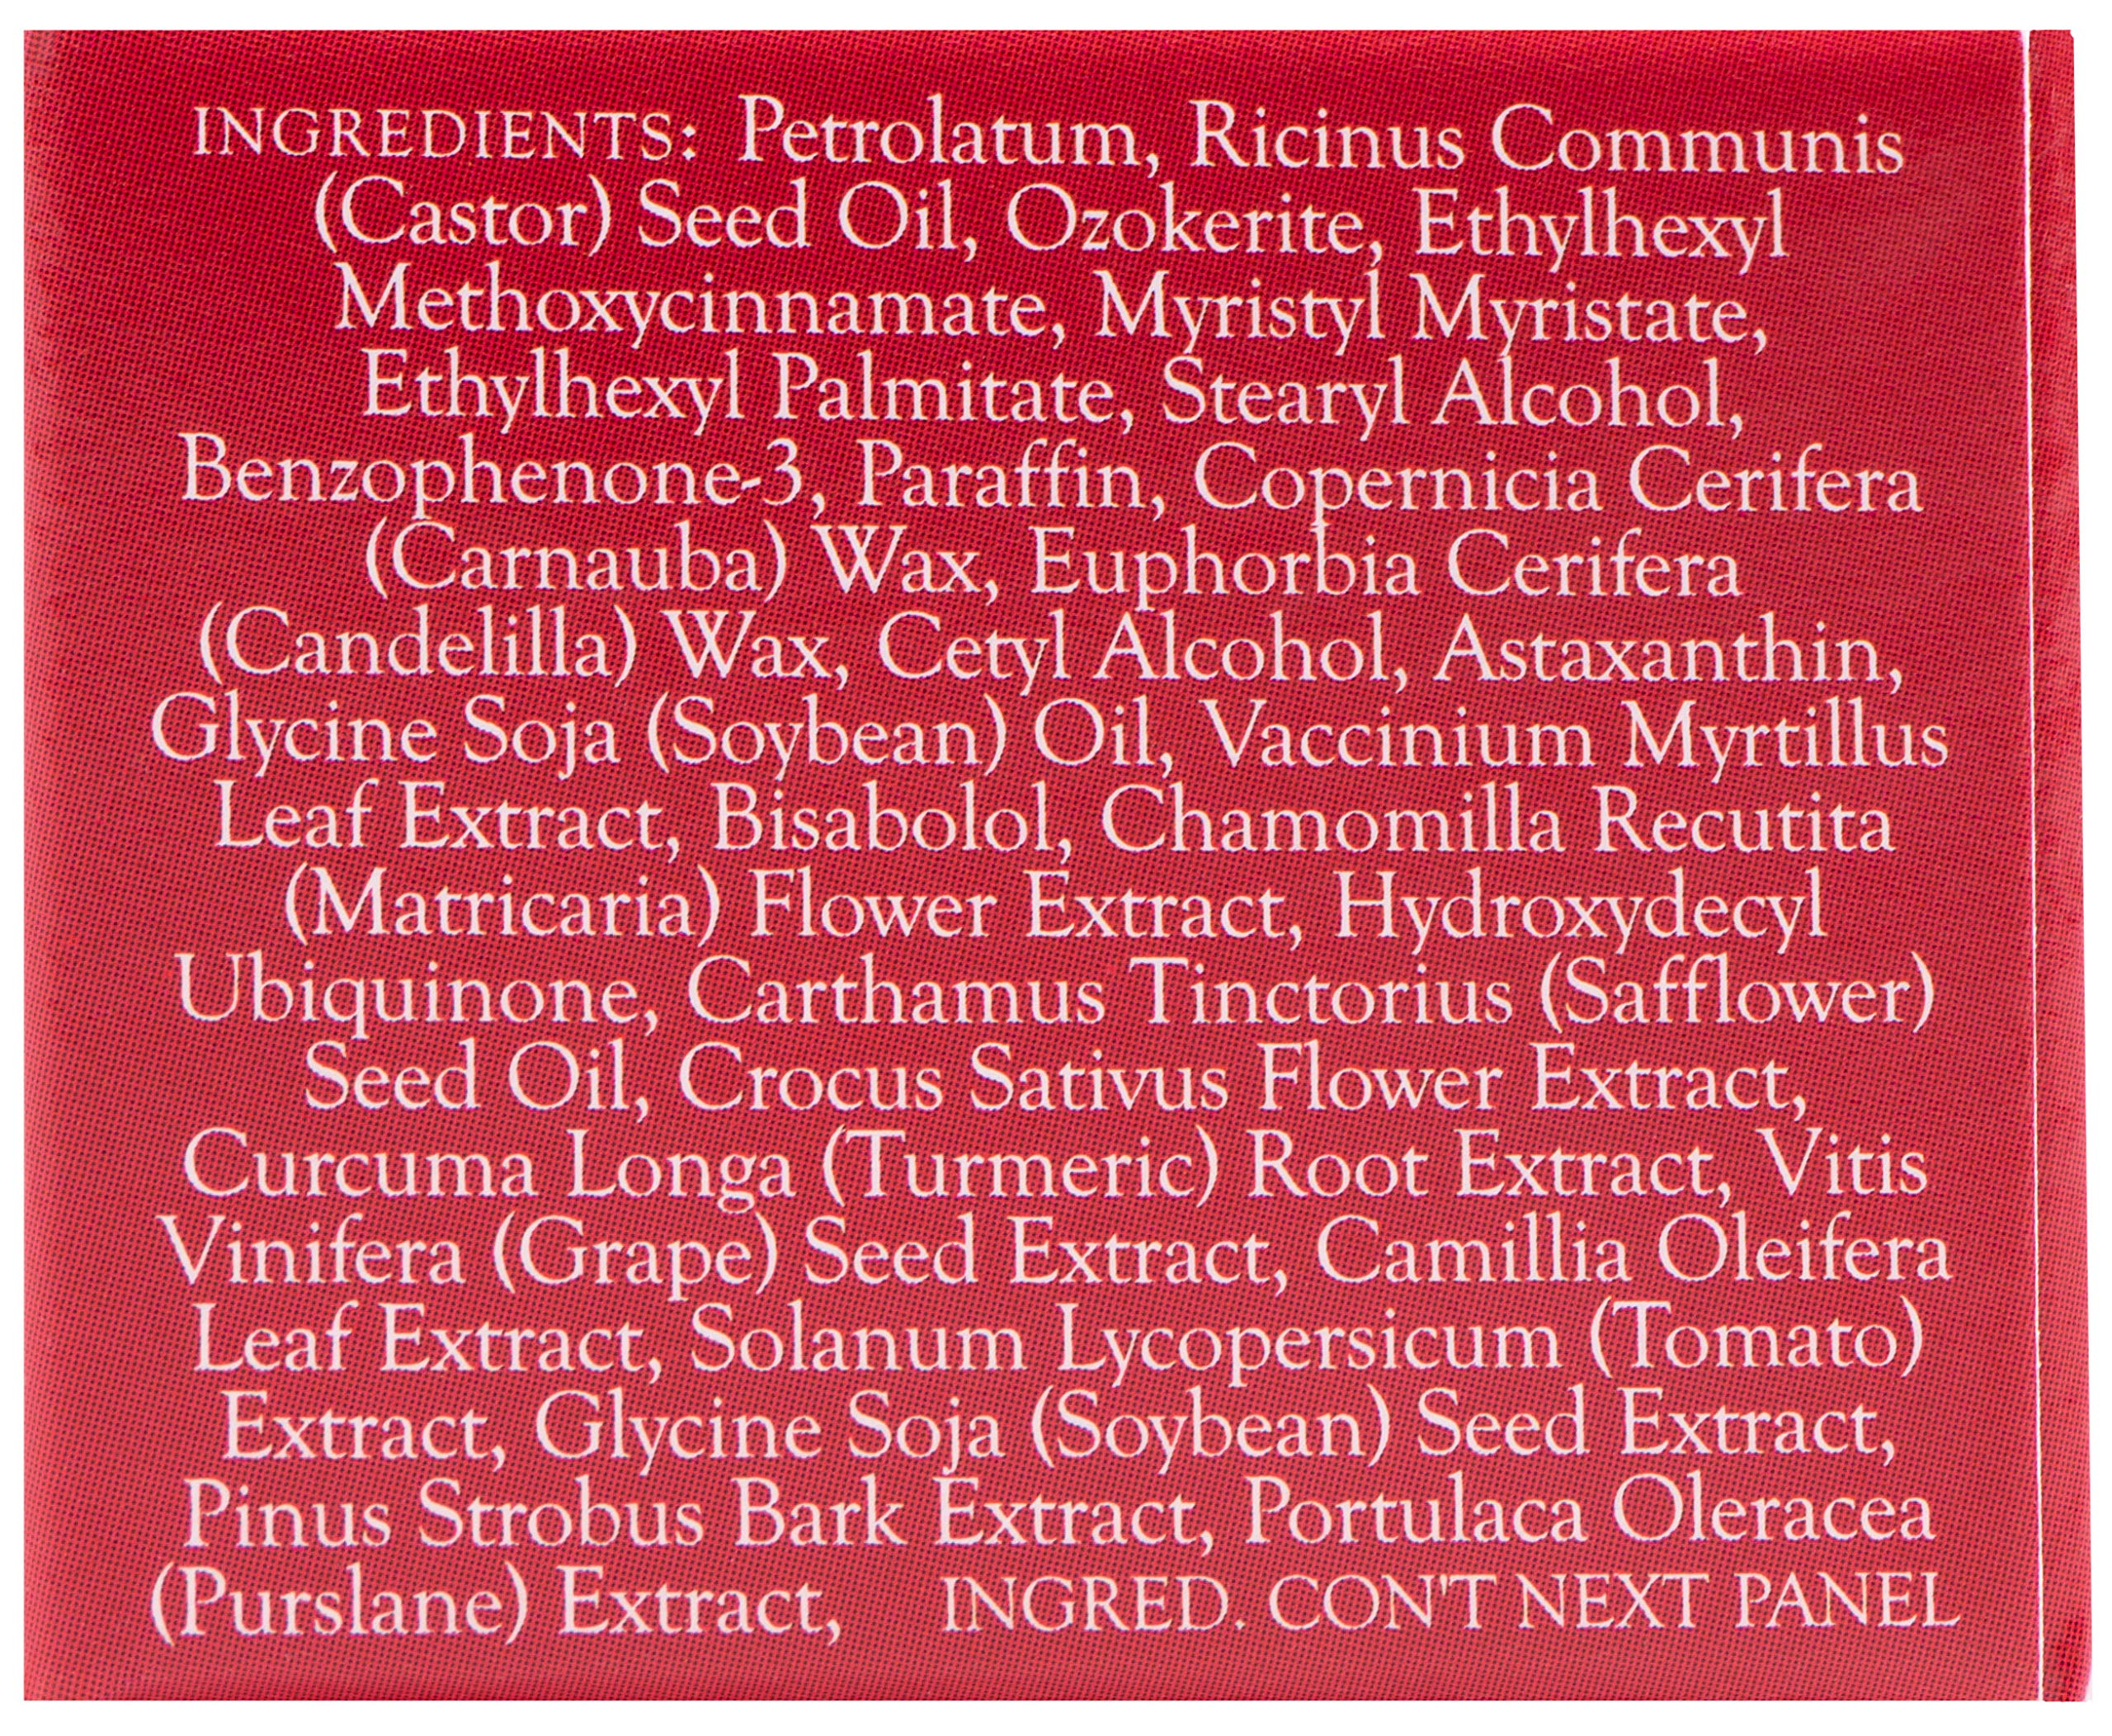 INGREDIENTS: Petrolatum, Ricinus Communis
(Castor) Seed Oil, Ozokerite, Ethylhexyl
Methoxycinnamate, Myristyl Myristate,
Ethylhexyl Palmitate, Stearyl Alcohol,
Benzophenone-3, Paraffin, Copernicia Cerifera
(Carnauba) Wax, Euphorbia Cerifera
(Candelilla) Wax, Cetyl Alcohol, Astaxanthin,
Glycine Soja (Soybean) Oil, Vaccinium Myrtillus
Leaf Extract, Bisabolol, Chamomilla Recutita
(Matricaria) Flower Extract, Hydroxydecyl
Ubiquinone, Carthamus Tinctorius (Safflower)
Seed Oil, Crocus Sativus Flower Extract,
Curcuma Longa (Turmeric) Root Extract, Vitis
Vinifera (Grape) Seed Extract, Camillia Oleifera
Leaf Extract, Solanum Lycopersicum (Tomato)
Extract, Glycine Soja (Soybean) Seed Extract,
Pinus Strobus Bark Extract, Portulaca Oleracea
(Purslane) Extract, INGRED. CON'T NEXT PANEL